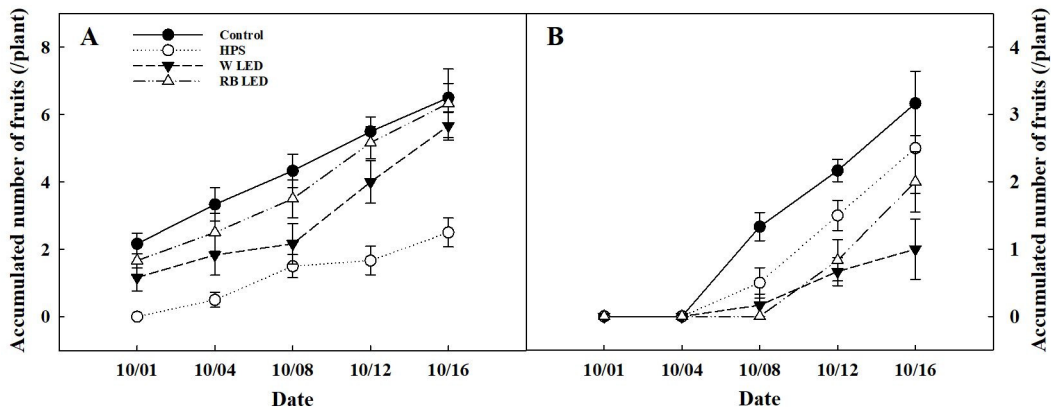 Accumulated number of fruits (/plant)
8
6
4
2
0
A
Control
HPS
W LED
RB LED
10/01 10/04 10/08 10/12 10/16
Date
B
10/01 10/04 10/08 10/12 10/16
Date
4
3
2
1
0
Accumulated number of fruits (/plant)